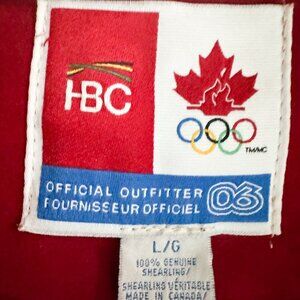 HBC
TM/MC
OFFICIAL OUTFITTER
FOURNISSEUR OFFICIEL
06
L/G
100% GENUINE
SHEARLING/
SHEARLING VÉRITABLE
MADE IN CANADA/